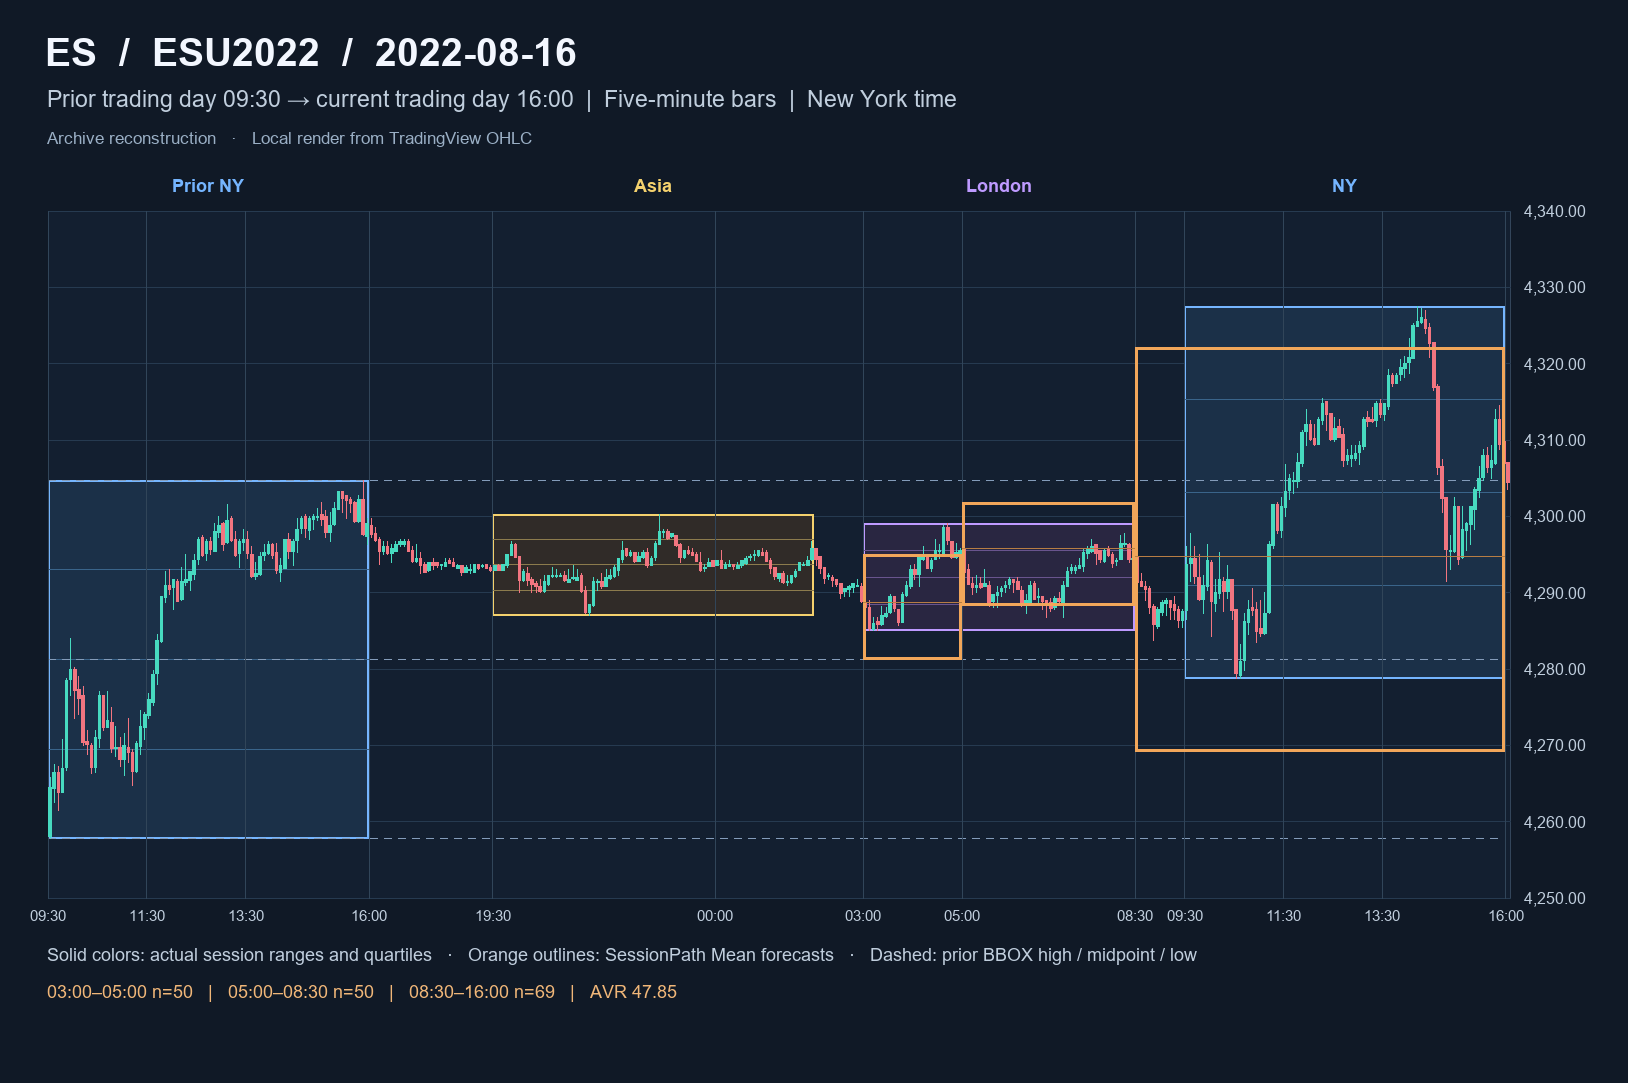 ES / ESU2022 / 2022-08-16
Prior trading day 09:30 → current trading day 16:00 | Five-minute bars | New York time
Archive reconstruction · Local render from TradingView OHLC
Prior NY Asia London NY
4,340.00
4,330.00
4,320.00
4,310.00
4,300.00
4,290.00
4,280.00
4,270.00
4,260.00
4,250.00
09:30 11:30 13:30 16:00 19:30 00:00 03:00 05:00 08:30 09:30 11:30 13:30 16:00
Solid colors: actual session ranges and quartiles · Orange outlines: SessionPath Mean forecasts · Dashed: prior BBOX high / midpoint / low
03:00–05:00 n=50 | 05:00–08:30 n=50 | 08:30–16:00 n=69 | AVR 47.85